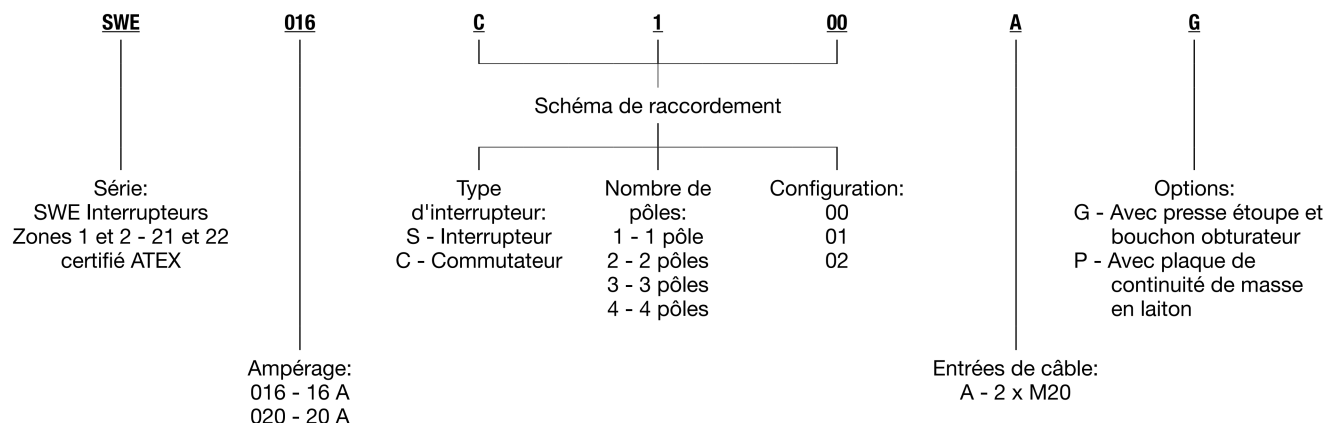 SWE 016 C 1 00 A G
Schéma de raccordement
Série:
SWE Interrupteurs
Zones 1 et 2 - 21 et 22
certifié ATEX
Type
d'interrupteur:
S - Interrupteur
C - Commutateur
Nombre de
pôles:
1 - 1 pôle
2 - 2 pôles
3 - 3 pôles
4 - 4 pôles
Configuration:
00
01
02
Options:
G - Avec presse étoupe et
bouchon obturateur
P - Avec plaque de
continuité de masse
en laiton
Ampérage:
016 - 16 A
020 - 20 A
Entrées de câble:
A - 2 x M20